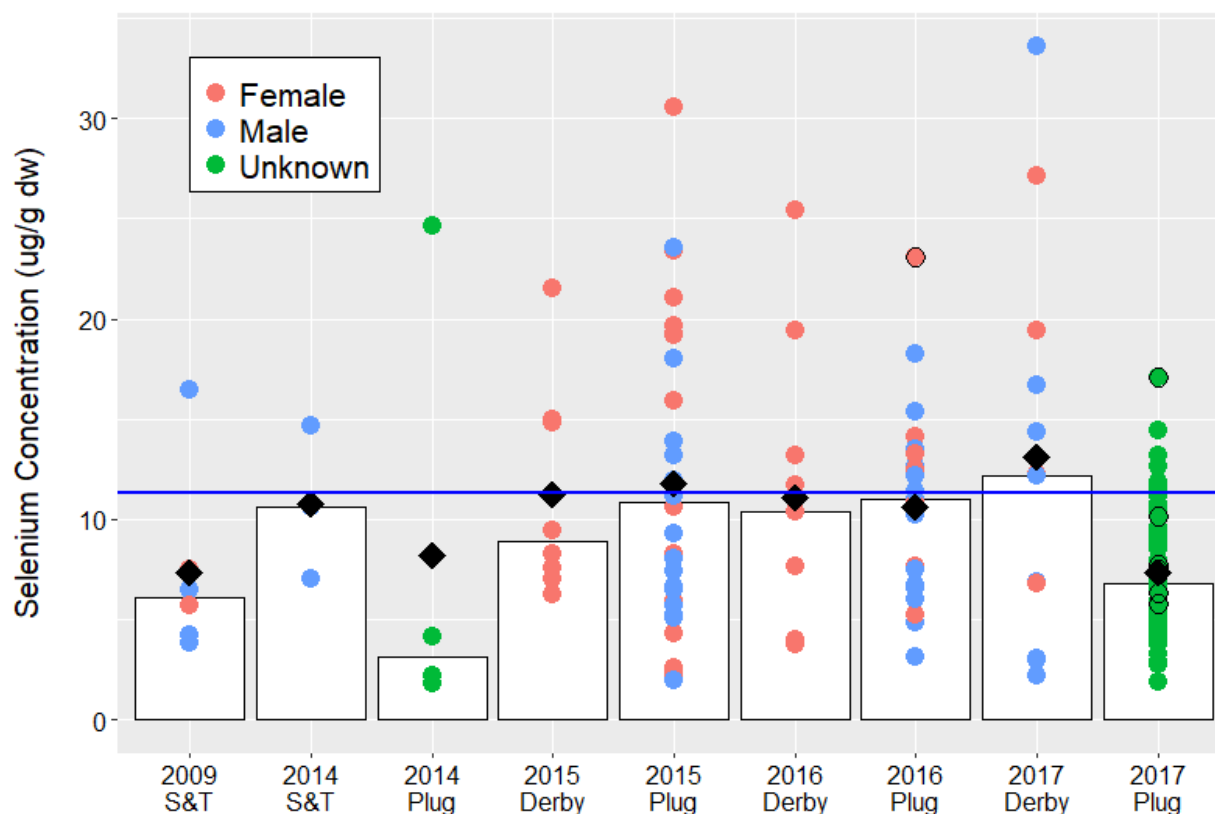 Selenium Concentration (ug/g dw)
30
20
10
0
Female
Male
Unknown
2009 S&T
2014 S&T
2014 Plug
2015 Derby
2015 Plug
2016 Derby
2016 Plug
2017 Derby
2017 Plug